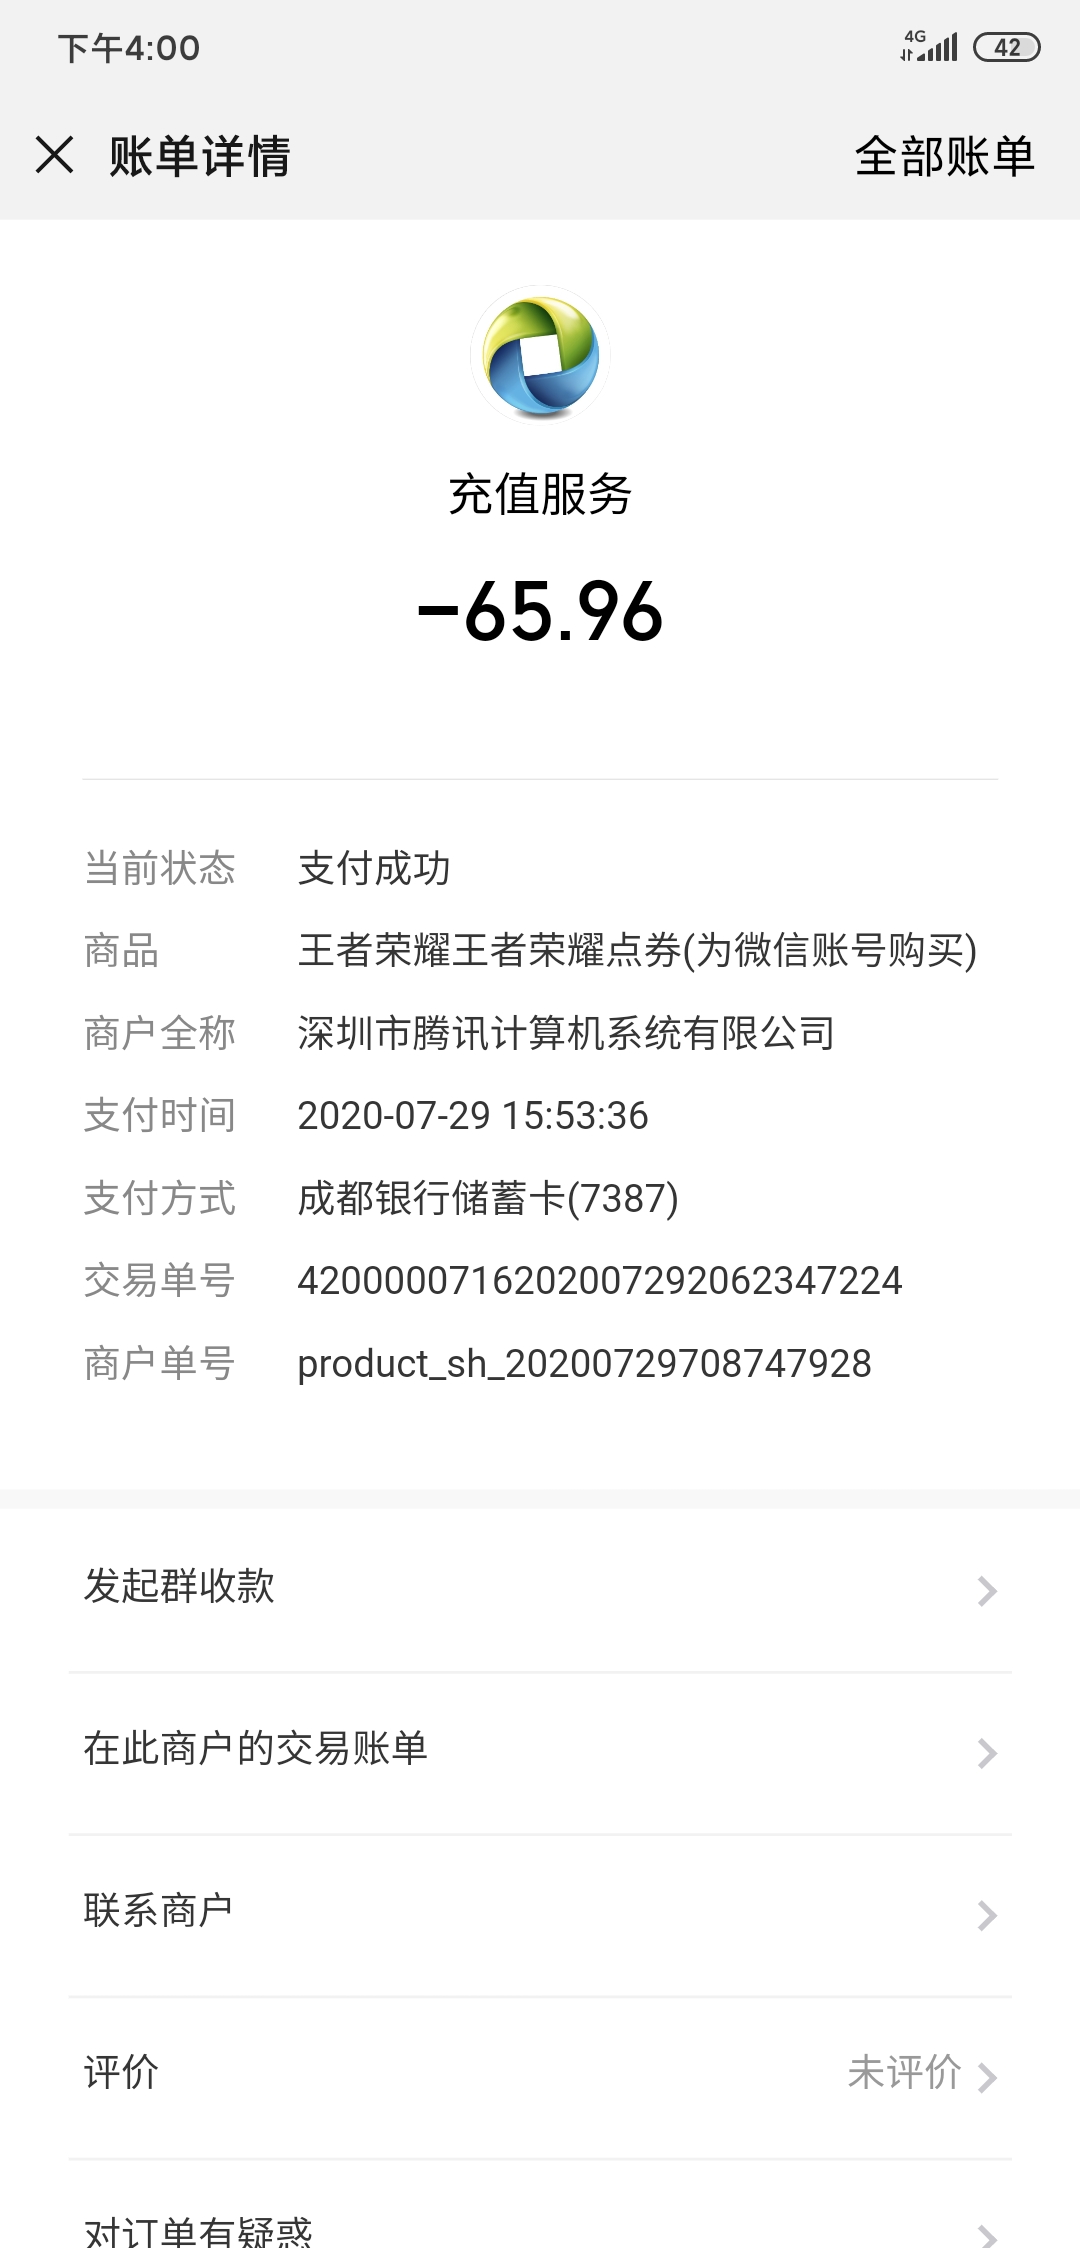 下午4:00
4G
42
账单详情
全部账单
充值服务
-65.96
当前状态 支付成功
商品 王者荣耀王者荣耀点券(为微信账号购买)
商户全称 深圳市腾讯计算机系统有限公司
支付时间 2020-07-29 15:53:36
支付方式 成都银行储蓄卡(7387)
交易单号 4200000716202007292062347224
商户单号 product_sh_20200729708747928
发起群收款
在此商户的交易账单
联系商户
评价 未评价
对订单有疑惑